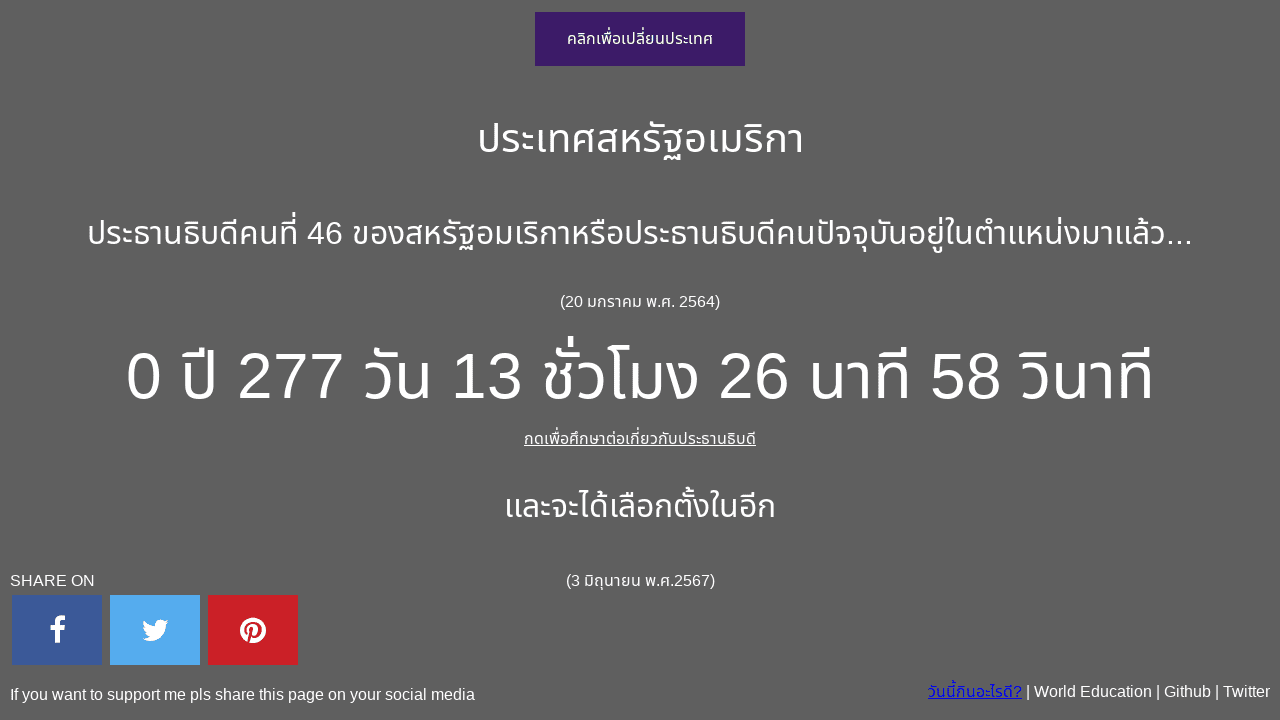 คลิกเพื่อเปลี่ยนประเทศ
ประเทศสหรัฐอเมริกา
ประธานธิบดีคนที่ 46 ของสหรัฐอมเริกาหรือประธานธิบดีคนปัจจุบันอยู่ในตำแหน่งมาแล้ว...
(20 มกราคม พ.ศ. 2564)
0 ปี 277 วัน 13 ชั่วโมง 26 นาที 58 วินาที
กดเพื่อศึกษาต่อเกี่ยวกับประธานธิบดี
และจะได้เลือกตั้งในอีก
(3 มิถุนายน พ.ศ.2567)
SHARE ON
If you want to support me pls share this page on your social media
วันนี้กินอะไรดี? | World Education | Github | Twitter